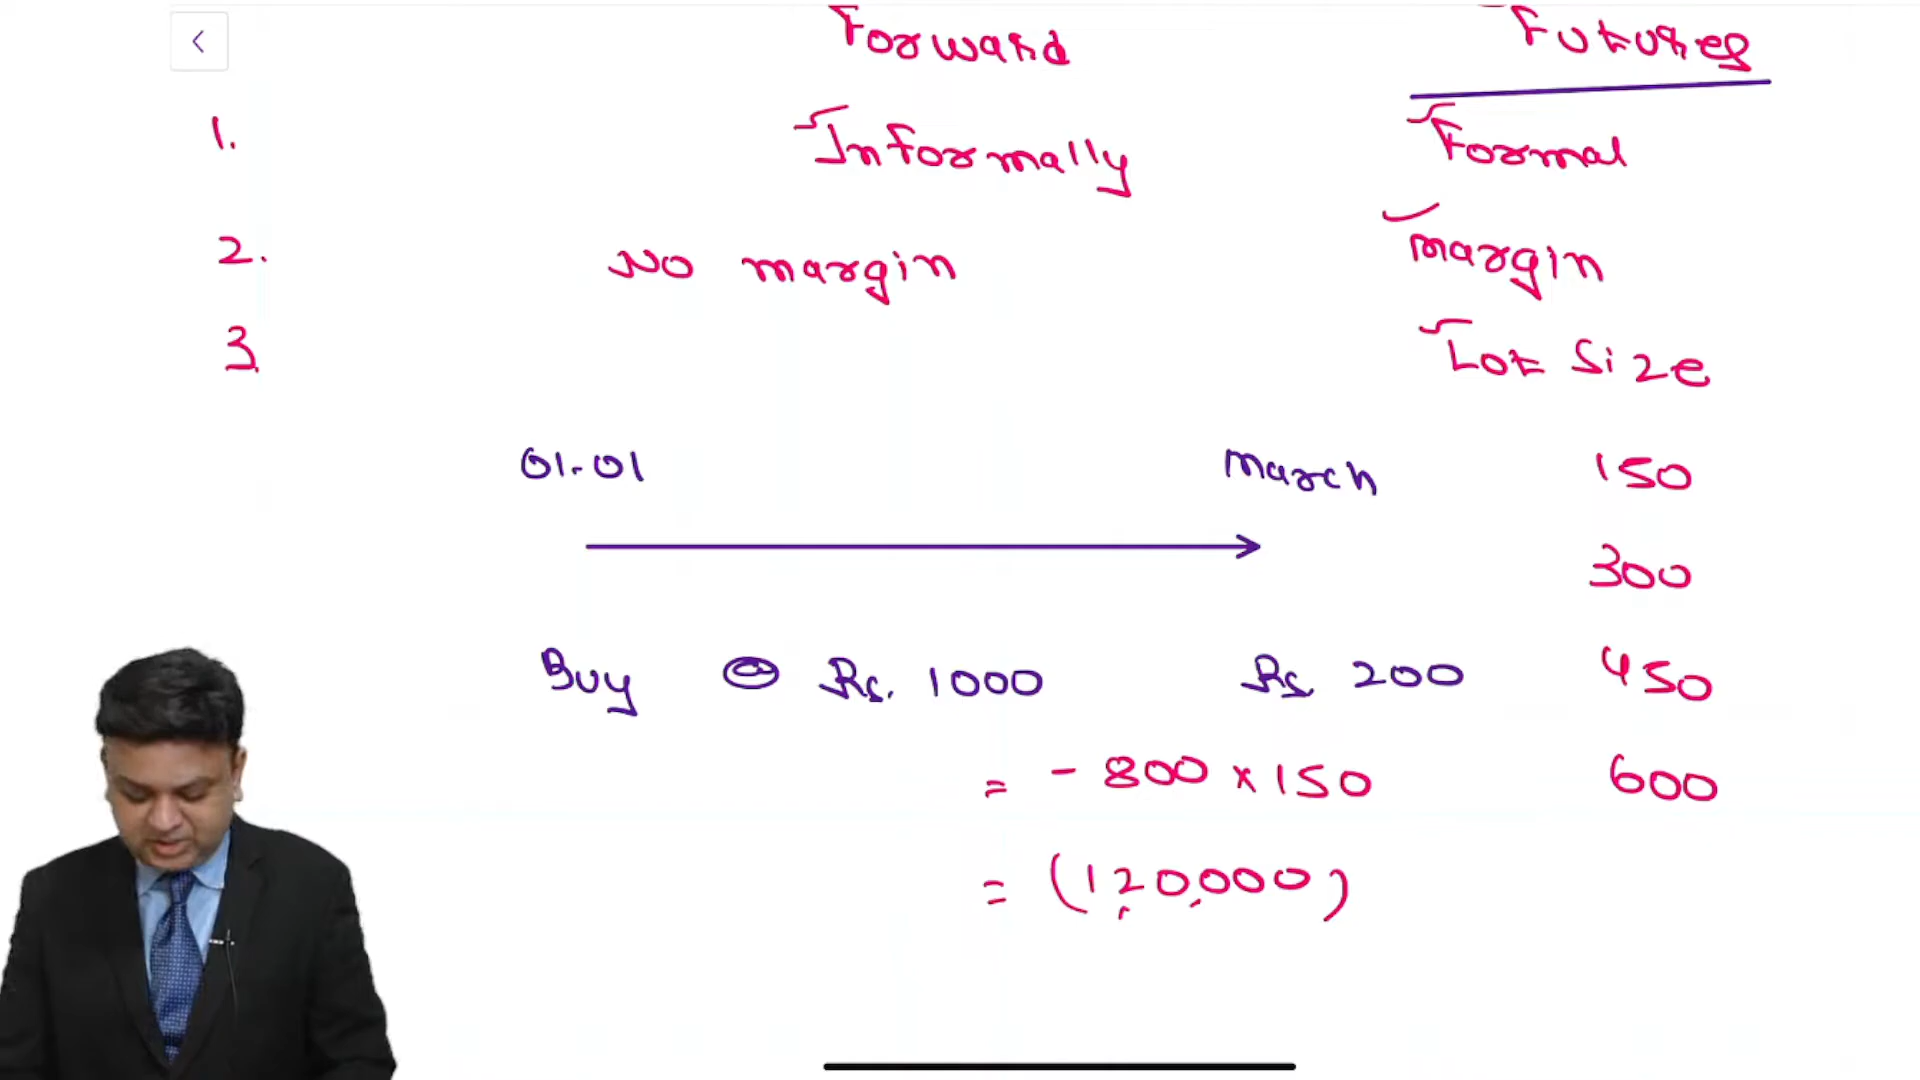 Forward Futures
1. Informally Formal
2. No margin margin
3. Lot Size
01.01 March 150
300
Buy @ Rs. 1000 Rs 200 450
= - 800 x 150 600
= (1,20,000)